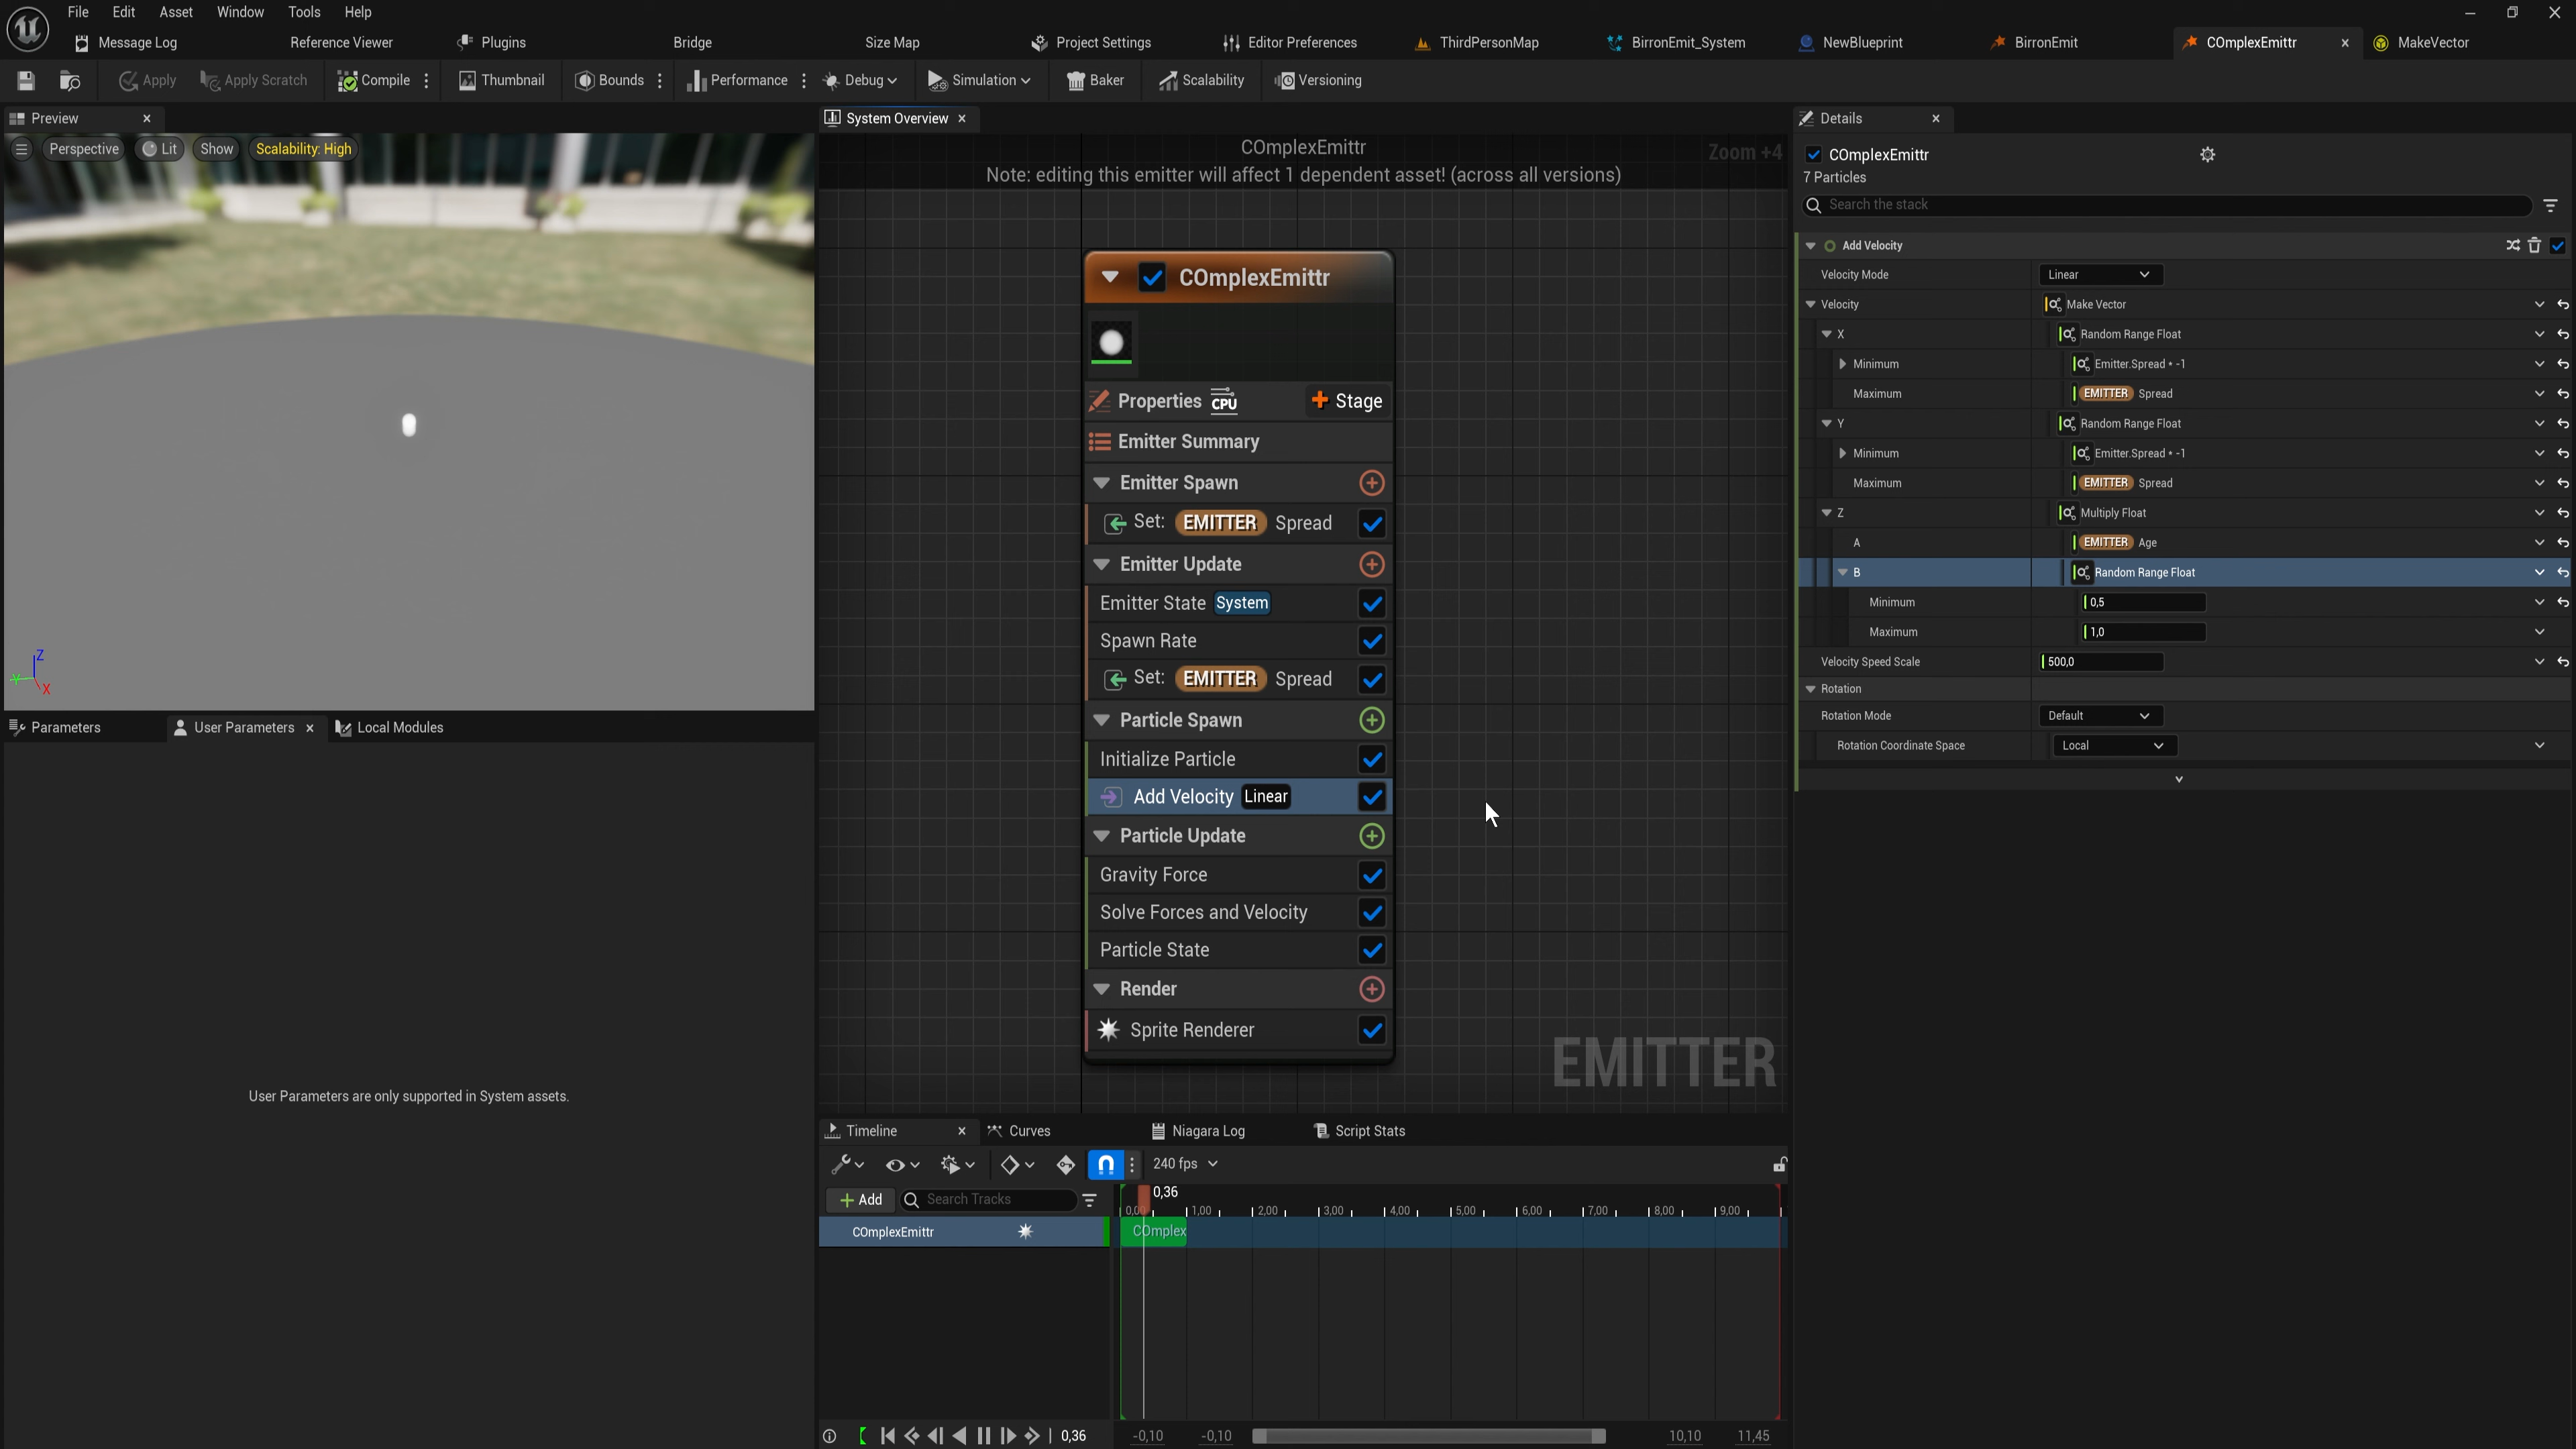 File Edit Asset Window Tools Help
Message Log Reference Viewer Plugins Bridge Size Map Project Settings Editor Preferences ThirdPersonMap BirronEmit_System NewBlueprint BirronEmit COmplexEmittr MakeVector
Apply Apply Scratch Compile Thumbnail Bounds Performance Debug Simulation Baker Scalability Versioning
Preview
Perspective Lit Show Scalability: High
Z
Y
X
Parameters User Parameters Local Modules
User Parameters are only supported in System assets.
System Overview
COmplexEmittr
Note: editing this emitter will affect 1 dependent asset! (across all versions)
Zoom +4
COmplexEmittr
Properties CPU Stage
Emitter Summary
Emitter Spawn
Set: EMITTER Spread
Emitter Update
Emitter State System
Spawn Rate
Set: EMITTER Spread
Particle Spawn
Initialize Particle
Add Velocity Linear
Particle Update
Gravity Force
Solve Forces and Velocity
Particle State
Render
Sprite Renderer
EMITTER
Timeline Curves Niagara Log Script Stats
240 fps
Add Search Tracks
0,36
0,00 1,00 2,00 3,00 4,00 5,00 6,00 7,00 8,00 9,00
COmplexEmittr COmplex
0,36 -0,10 -0,10 10,10 11,45
Details
COmplexEmittr
7 Particles
Search the stack
Add Velocity
Velocity Mode Linear
Velocity Make Vector
X Random Range Float
Minimum Emitter.Spread * -1
Maximum EMITTER Spread
Y Random Range Float
Minimum Emitter.Spread * -1
Maximum EMITTER Spread
Z Multiply Float
A EMITTER Age
B Random Range Float
Minimum 0,5
Maximum 1,0
Velocity Speed Scale 500,0
Rotation
Rotation Mode Default
Rotation Coordinate Space Local